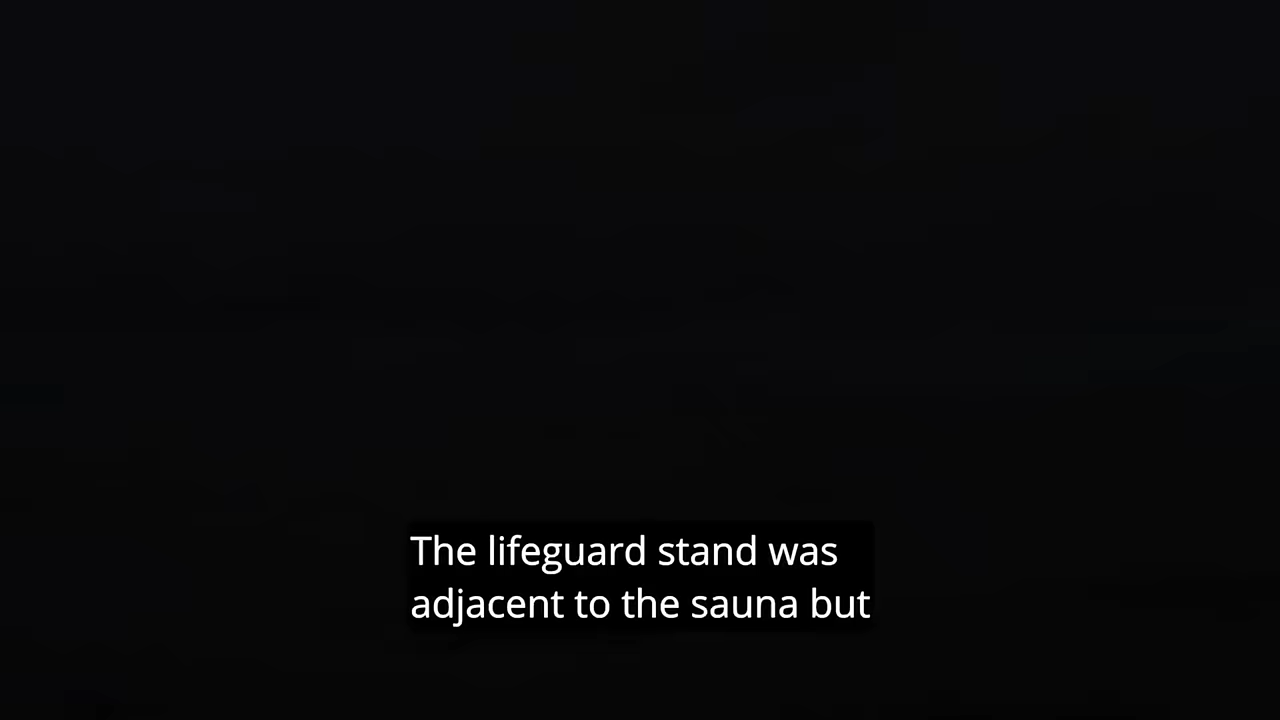 The lifeguard stand was
adjacent to the sauna but